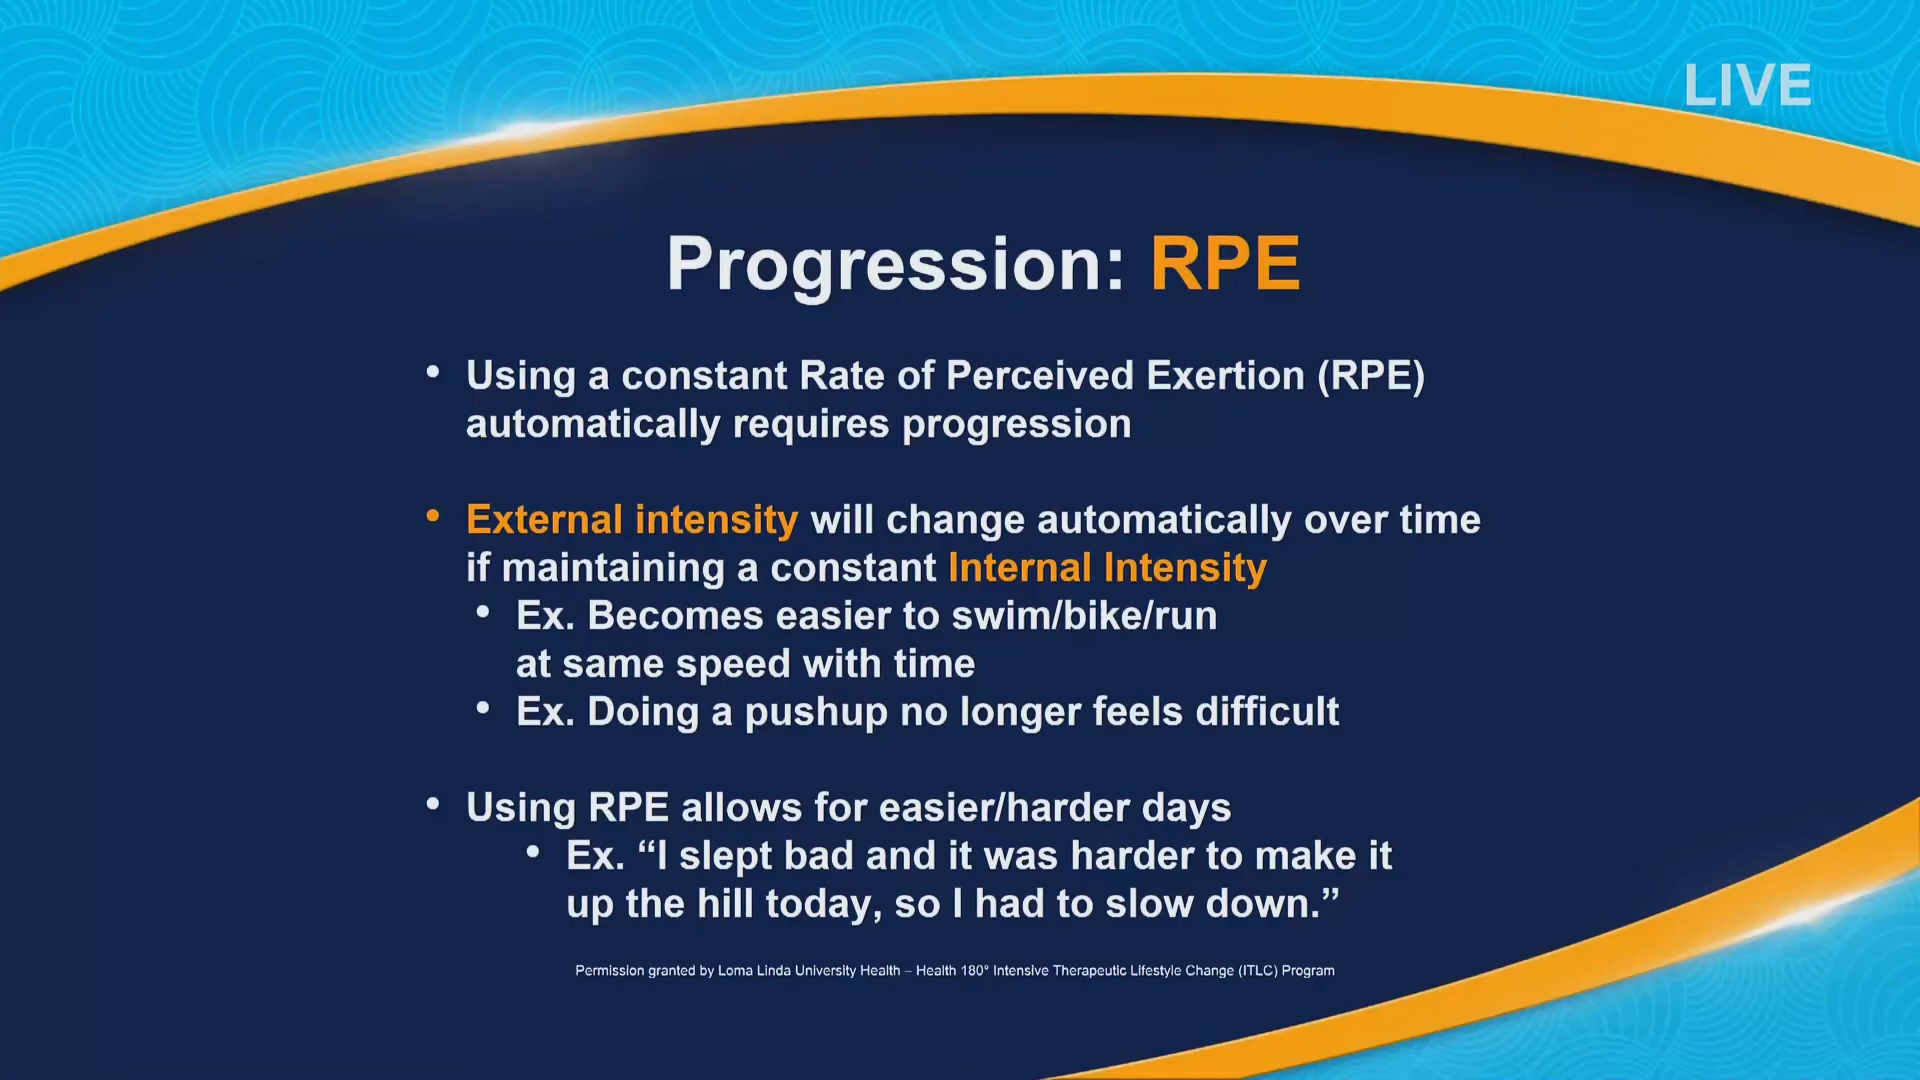 LIVE
Progression: RPE
• Using a constant Rate of Perceived Exertion (RPE)
automatically requires progression
• External intensity will change automatically over time
if maintaining a constant Internal Intensity
• Ex. Becomes easier to swim/bike/run
at same speed with time
• Ex. Doing a pushup no longer feels difficult
• Using RPE allows for easier/harder days
• Ex. “I slept bad and it was harder to make it
up the hill today, so I had to slow down.”
Permission granted by Loma Linda University Health – Health 180° Intensive Therapeutic Lifestyle Change (ITLC) Program